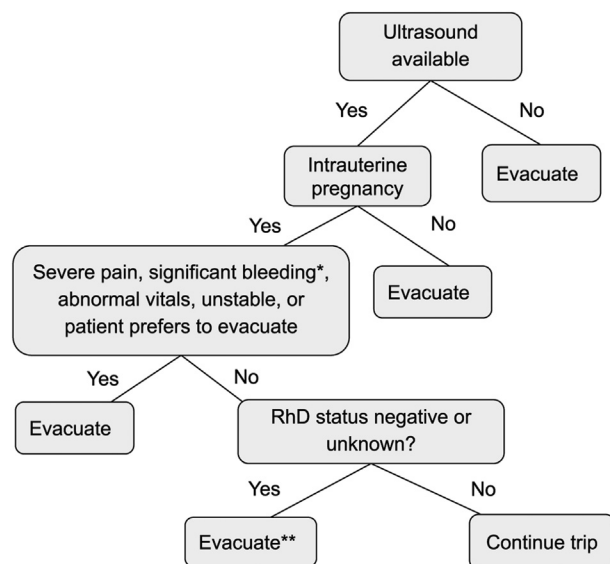 Ultrasound
available
Yes
No
Intrauterine
pregnancy
Evacuate
Yes
No
Severe pain, significant bleeding*,
abnormal vitals, unstable, or
patient prefers to evacuate
Evacuate
Yes
No
Evacuate
RhD status negative or
unknown?
Yes
No
Evacuate**
Continue trip